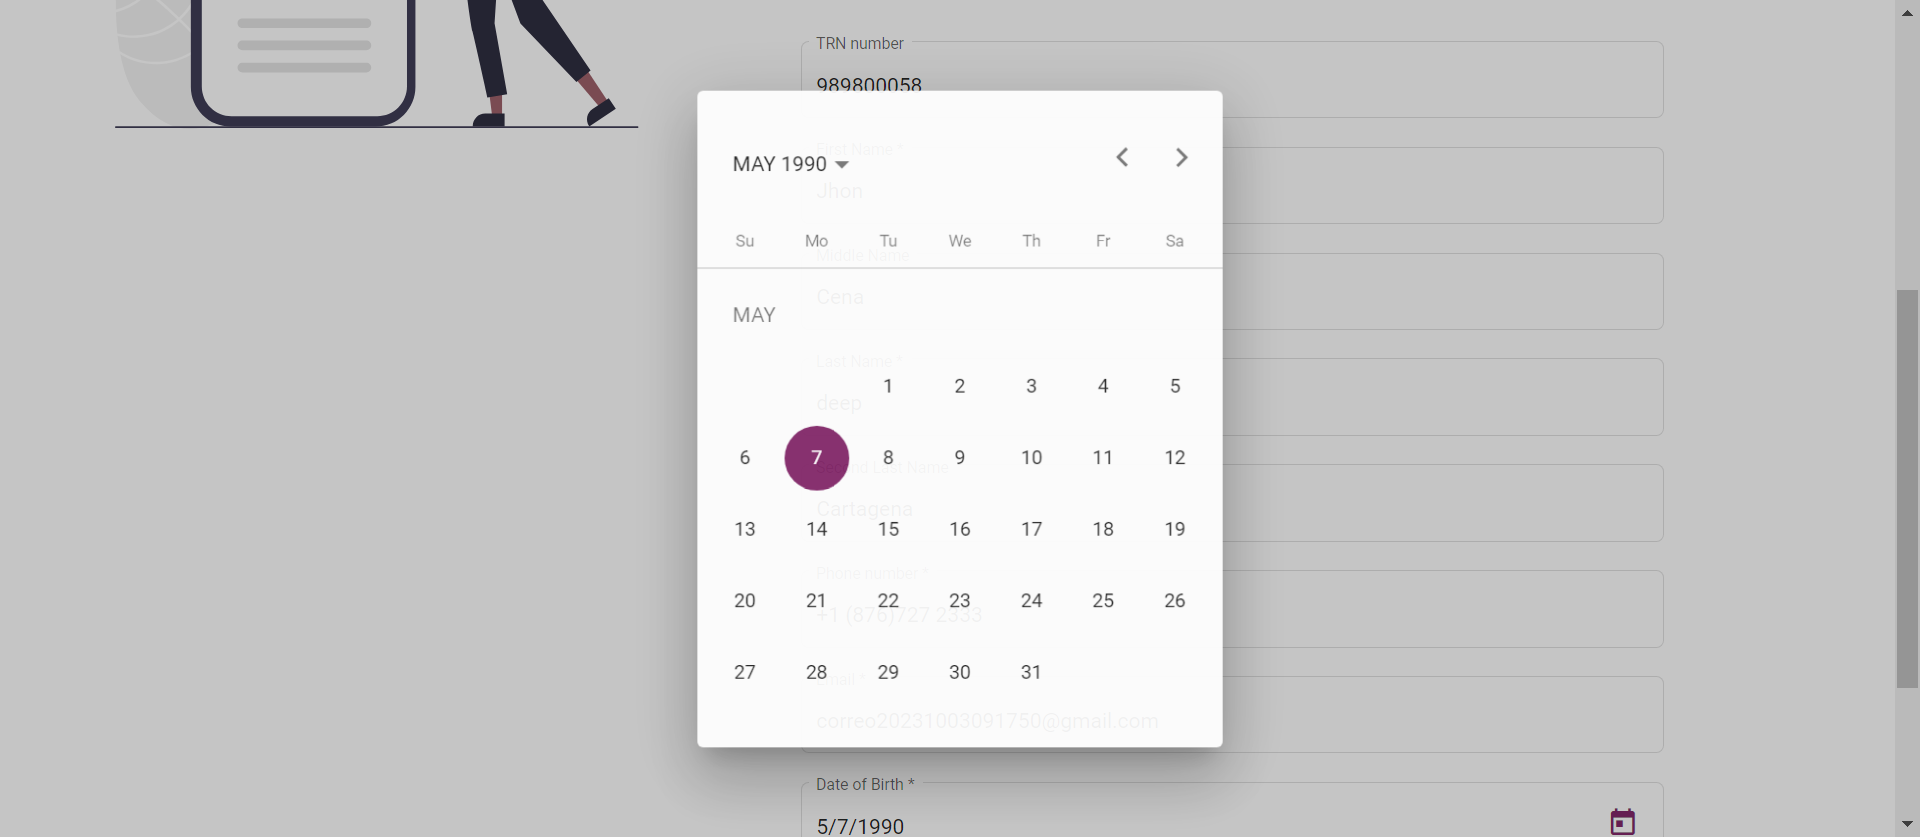 TRN number
989800058
First Name *
MAY 1990
Jhon
Su Mo Tu We Th Fr Sa
Middle Name
Cena
MAY
Last Name *
1 2 3 4 5
deep
6 7 8 9 10 11 12
Second Last Name
Cartagena
13 14 15 16 17 18 19
Phone number *
20 21 22 23 24 25 26
+1 (876)727 2333
27 28 29 30 31
Email *
correo20231003091750@gmail.com
Date of Birth *
5/7/1990